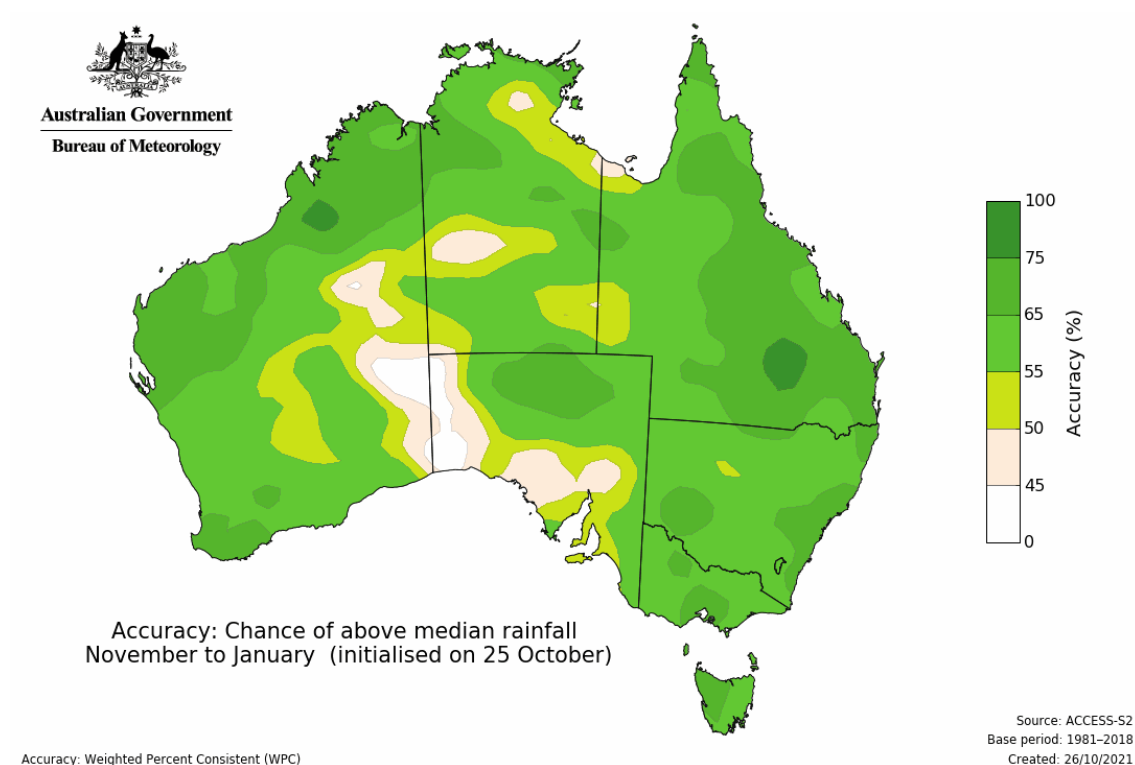 Australian Government
Bureau of Meteorology
100
75
65
55
50
45
0
Accuracy (%)
Accuracy: Chance of above median rainfall
November to January (initialised on 25 October)
Source: ACCESS-S2
Base period: 1981–2018
Accuracy: Weighted Percent Consistent (WPC)
Created: 26/10/2021